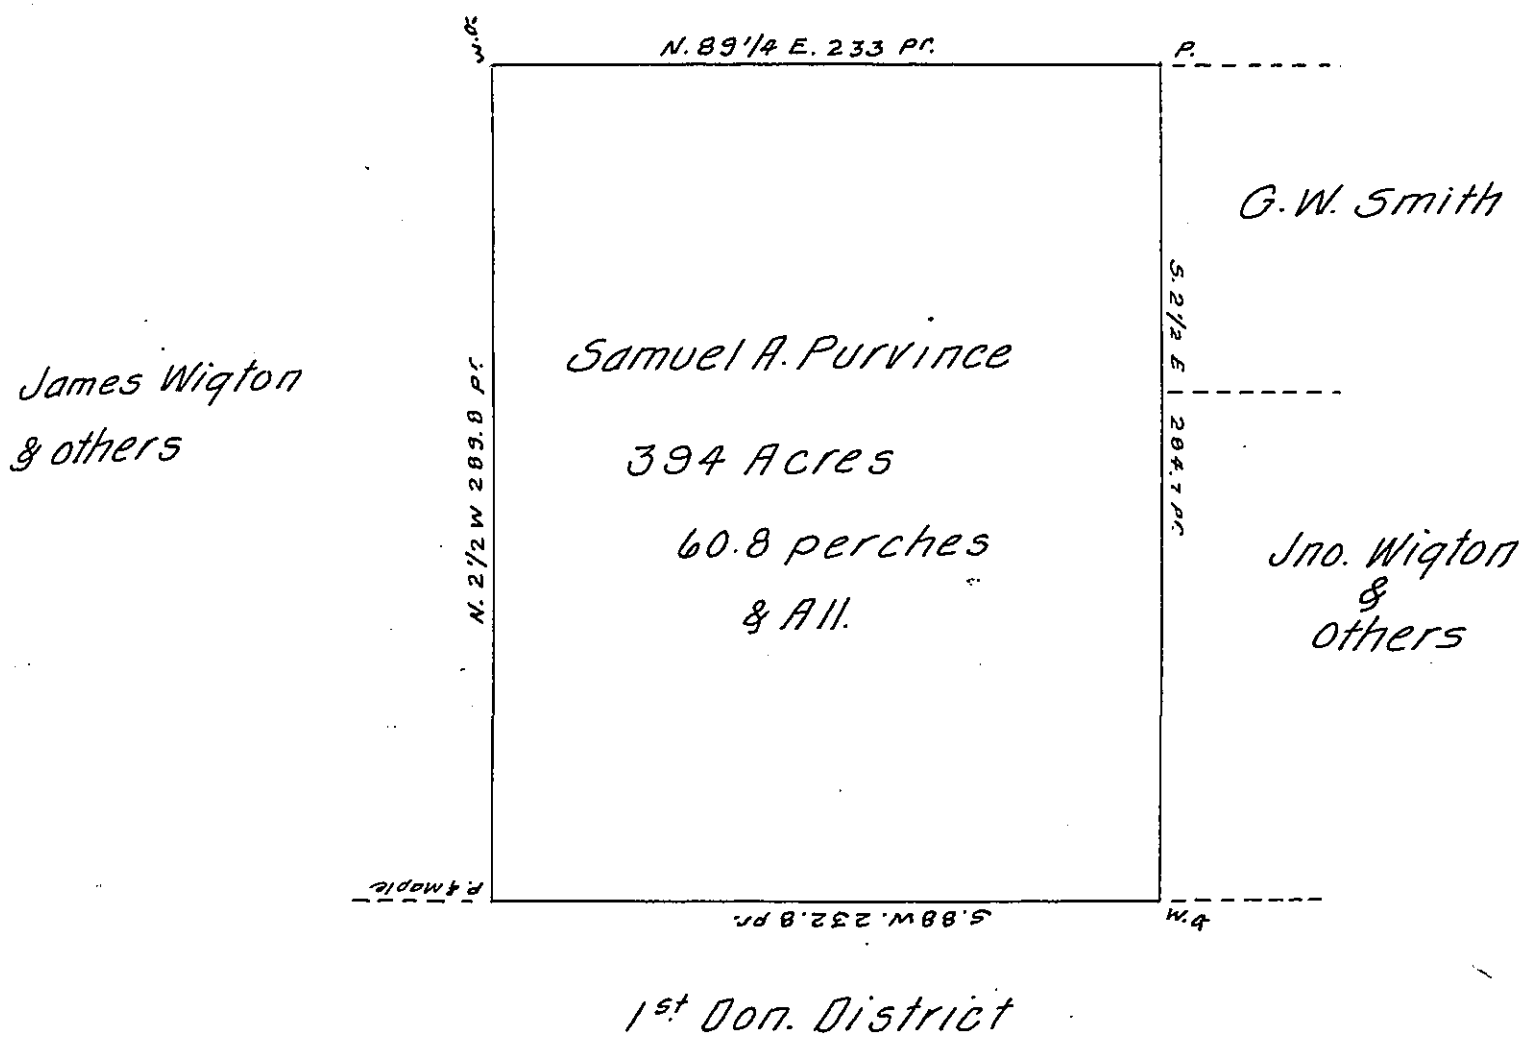 W.O.
N. 89 1/4 E. 233 Pr.
P.
G. W. Smith
S. 2 1/2 E 284.7 Pr.
James Wigton
& others
N. 2 1/2 W 289.8 Pr.
Samuel A. Purvince
394 Acres
60.8 perches
& All.
Jno. Wigton
&
Others
P. & Maple
S. 88 W. 232.8 pr.
1st Don. District